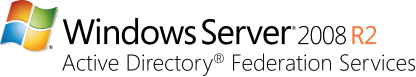 Windows Server® 2008 R2
Active Directory® Federation Services